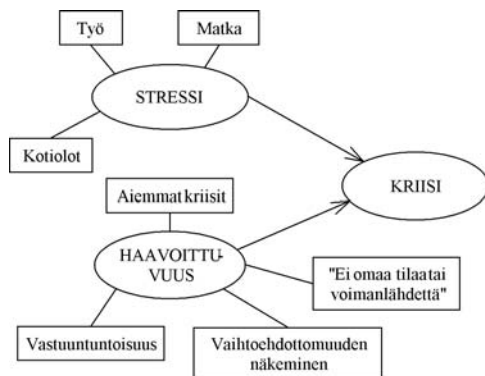 Työ
Matka
STRESSI
Kotiolot
KRIISI
Aiemmat kriisit
HAAVOITTU-
VUUS
"Ei omaa tilaa tai
voimanlähdettä"
Vastuuntuntoisuus
Vaihtoehdottomuuden
näkeminen